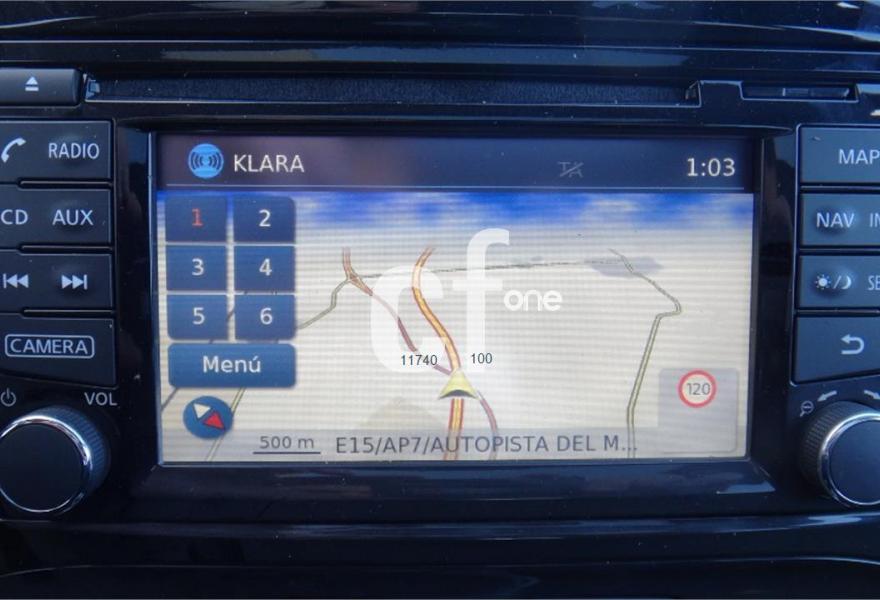 KLARA
TA
1:03
RADIO
CD AUX
CAMERA
VOL
MAP
NAV
1 2
3 4
5 6
Menú
cf one
11740 100
120
500 m E15/AP7/AUTOPISTA DEL M...